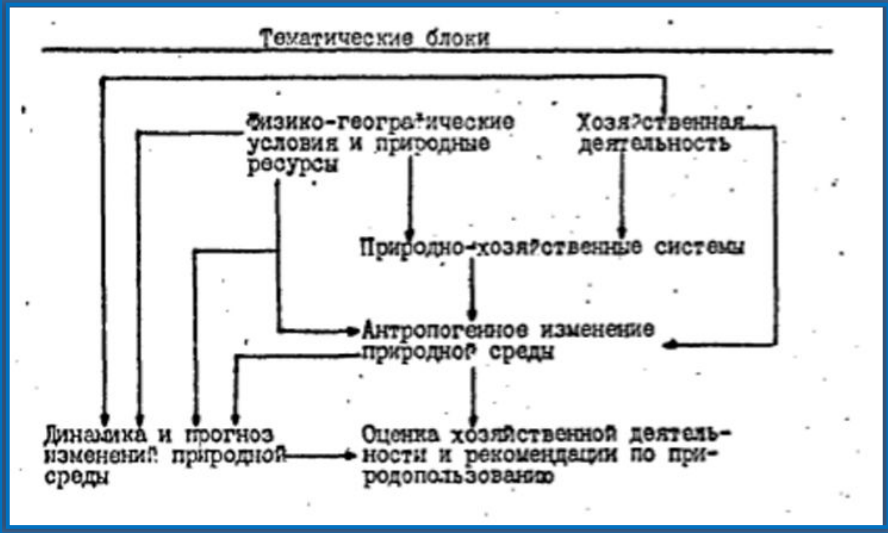 Тематические блоки
Физико-географические
условия и природные
ресурсы
Хозяйственная
деятельность
Природно-хозяйственные системы
Антропогенное изменение
природной среды
Динамика и прогноз
изменений природной
среды
Оценка хозяйственной деятель-
ности и рекомендации по при-
родопользованию